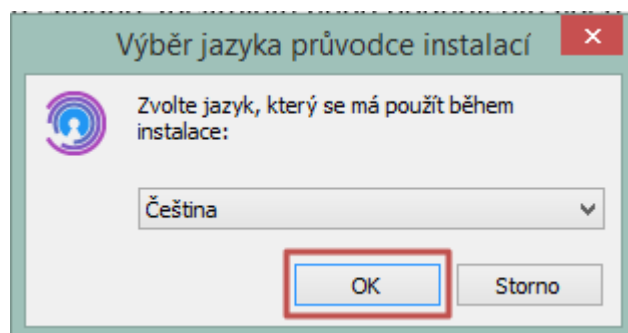 Výběr jazyka průvodce instalací
Zvolte jazyk, který se má použít během
instalace:
Čeština
OK
Storno